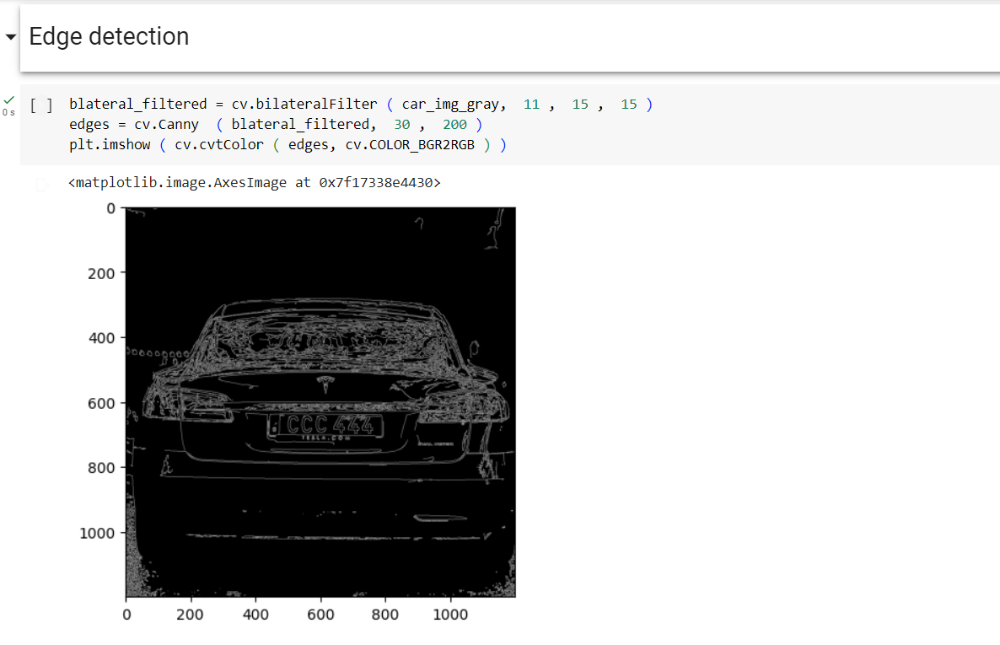 Edge detection
0 s
[ ] blateral_filtered = cv.bilateralFilter ( car_img_gray, 11 , 15 , 15 )
edges = cv.Canny ( blateral_filtered, 30 , 200 )
plt.imshow ( cv.cvtColor ( edges, cv.COLOR_BGR2RGB ) )
<matplotlib.image.AxesImage at 0x7f17338e4430>
0
200
400
600
CCC 444
TESLA.COM
800
1000
0 200 400 600 800 1000